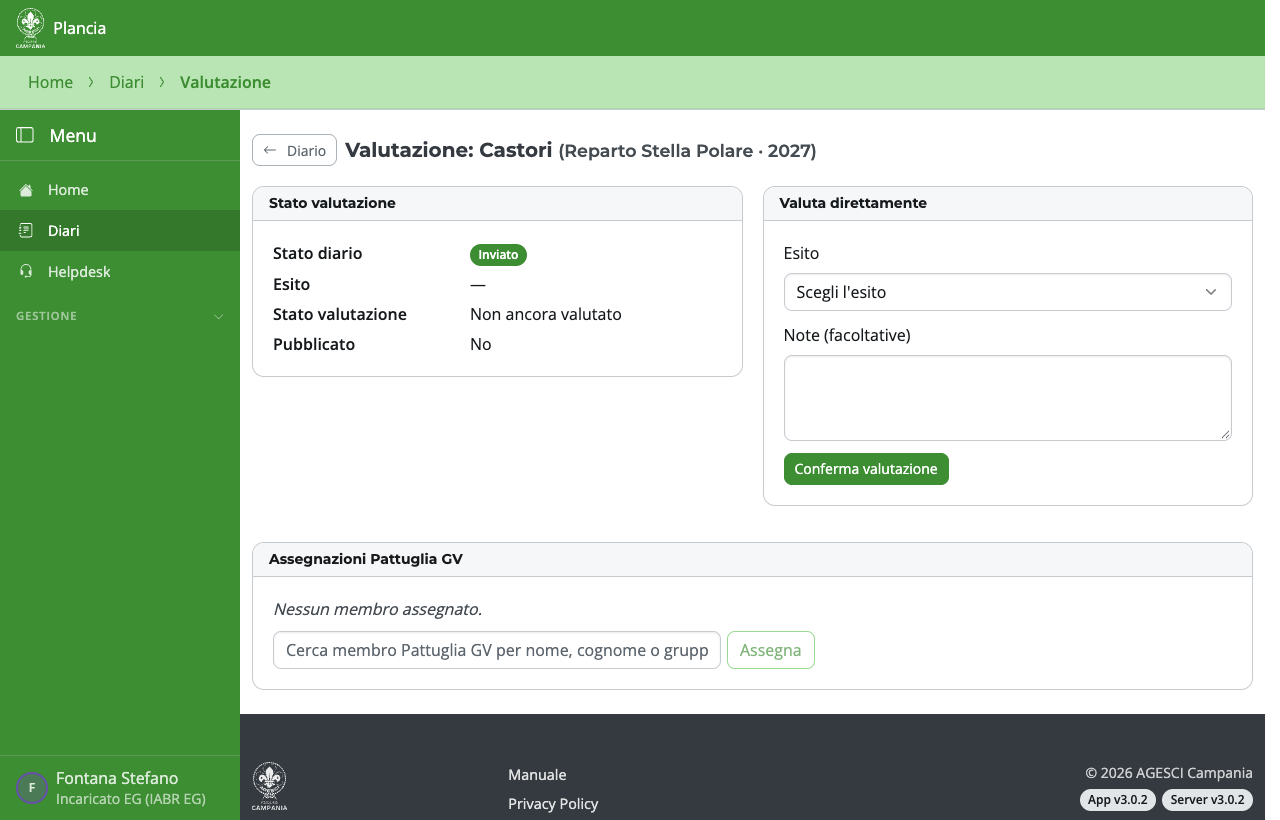 CAMPANIA
Plancia
Home
Diari
Valutazione
Menu
Home
Diari
Helpdesk
GESTIONE
Fontana Stefano
F
Incaricato EG (IABR EG)
Diario
Valutazione: Castori (Reparto Stella Polare · 2027)
Stato valutazione
Stato diario
Inviato
Esito
—
Stato valutazione
Non ancora valutato
Pubblicato
No
Valuta direttamente
Esito
Scegli l'esito
Note (facoltative)
Conferma valutazione
Assegnazioni Pattuglia GV
Nessun membro assegnato.
Cerca membro Pattuglia GV per nome, cognome o grupp
Assegna
CAMPANIA
Manuale
Privacy Policy
© 2026 AGESCI Campania
App v3.0.2
Server v3.0.2